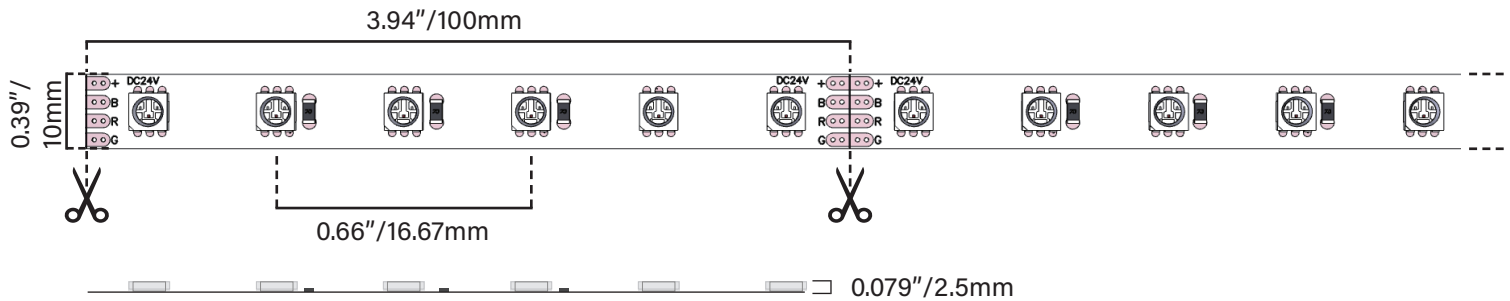 3.94"/100mm
0.39"/
10mm
+ DC24V
B
R
G
DC24V + + DC24V
B B
R R
G G
0.66"/16.67mm
0.079"/2.5mm